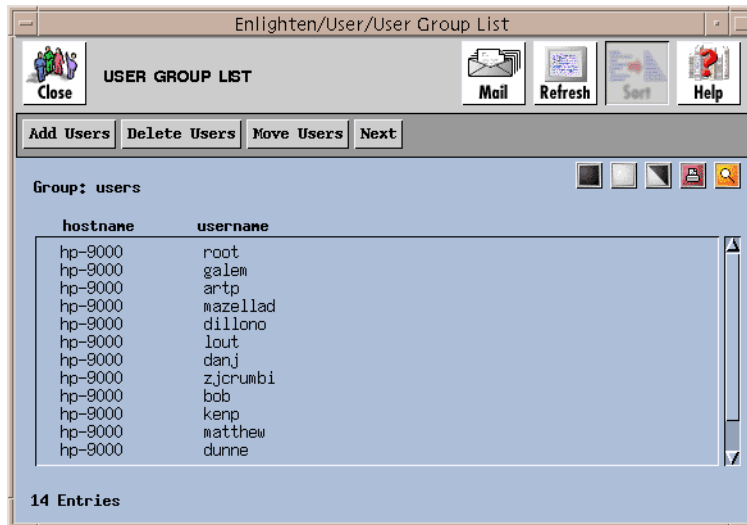 Enlighten/User/User Group List
Close
USER GROUP LIST
Mail
Refresh
Sort
Help
Add Users
Delete Users
Move Users
Next
Group: users
hostname username
hp-9000 root
hp-9000 galem
hp-9000 artp
hp-9000 mazellad
hp-9000 dillono
hp-9000 lout
hp-9000 danj
hp-9000 zjcrumbi
hp-9000 bob
hp-9000 kenp
hp-9000 matthew
hp-9000 dunne
14 Entries